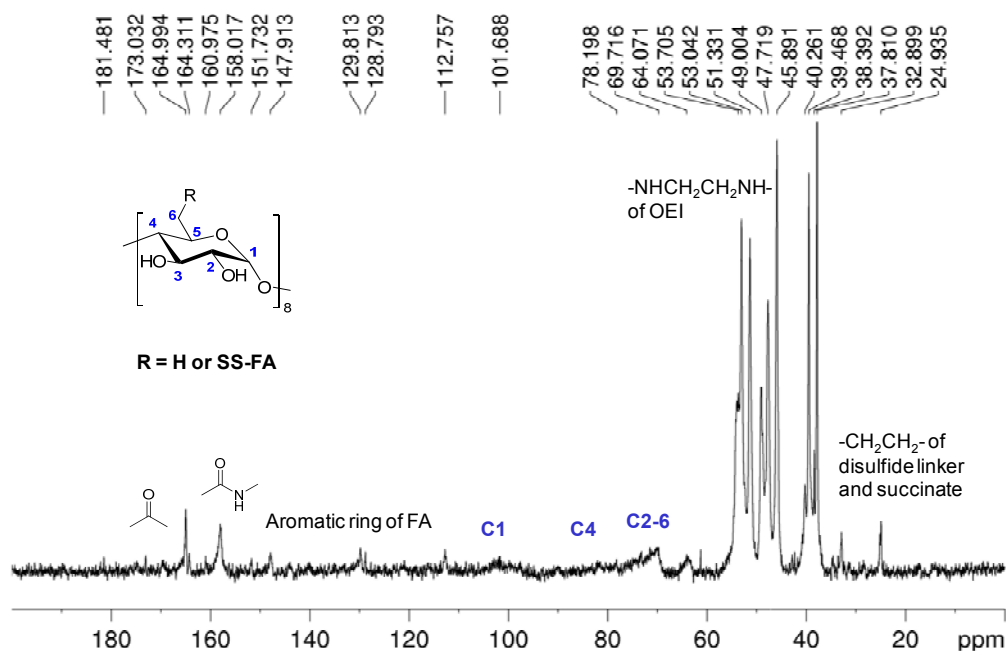 181.481
173.032
164.994
164.311
160.975
158.017
151.732
147.913
129.813
128.793
112.757
101.688
78.198
69.716
64.071
53.705
53.042
51.331
49.004
47.719
45.891
40.261
39.468
38.392
37.810
32.899
24.935
-NHCH₂CH₂NH-
of OEI
R
6
4
5
O
1
HO
3
2
OH
O
8
R = H or SS-FA
-CH₂CH₂- of
disulfide linker
and succinate
O
O
N
H
Aromatic ring of FA
C1
C4
C2-6
180
160
140
120
100
80
60
40
20
ppm